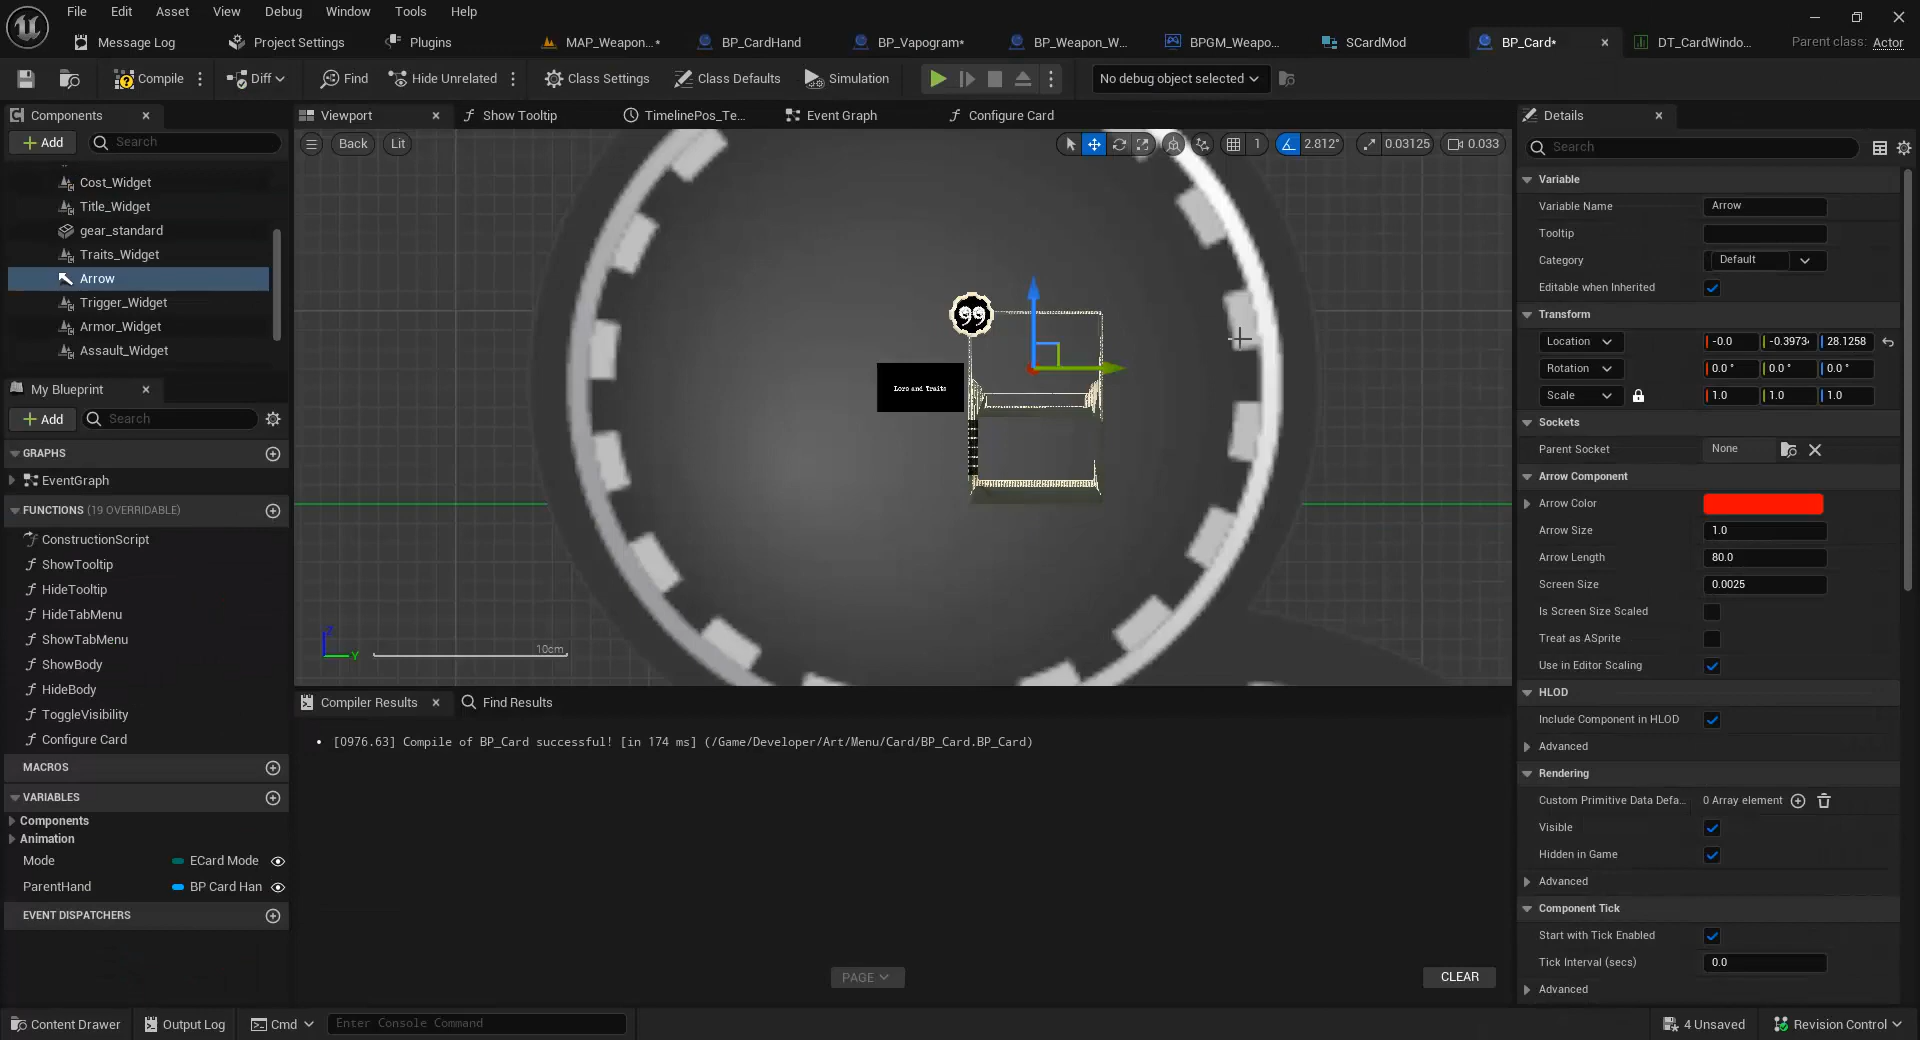 File Edit Asset View Debug Window Tools Help
Message Log Project Settings Plugins MAP_Weapon...* BP_CardHand BP_Vapogram* BP_Weapon_W... BPGM_Weapo... SCardMod BP_Card* DT_CardWindo... Parent class: Actor
Compile Diff Find Hide Unrelated Class Settings Class Defaults Simulation No debug object selected
Components
Add Search
Cost_Widget
Title_Widget
gear_standard
Traits_Widget
Arrow
Trigger_Widget
Armor_Widget
Assault_Widget
My Blueprint
Add Search
GRAPHS
EventGraph
FUNCTIONS (19 OVERRIDABLE)
ConstructionScript
ShowTooltip
HideTooltip
HideTabMenu
ShowTabMenu
ShowBody
HideBody
ToggleVisibility
Configure Card
MACROS
VARIABLES
Components
Animation
Mode ECard Mode
ParentHand BP Card Han
EVENT DISPATCHERS
Viewport Show Tooltip TimelinePos_Te... Event Graph Configure Card
Back Lit 1 2.812° 0.03125 0.033
99
Lore and Traits
Z
Y
10cm
Compiler Results Find Results
[0976.63] Compile of BP_Card successful! [in 174 ms] (/Game/Developer/Art/Menu/Card/BP_Card.BP_Card)
PAGE CLEAR
Details
Search
Variable
Variable Name Arrow
Tooltip
Category Default
Editable when Inherited
Transform
Location -0.0 -0.3973 28.1258
Rotation 0.0 ° 0.0 ° 0.0 °
Scale 1.0 1.0 1.0
Sockets
Parent Socket None
Arrow Component
Arrow Color
Arrow Size 1.0
Arrow Length 80.0
Screen Size 0.0025
Is Screen Size Scaled
Treat as ASprite
Use in Editor Scaling
HLOD
Include Component in HLOD
Advanced
Rendering
Custom Primitive Data Defa... 0 Array element
Visible
Hidden in Game
Advanced
Component Tick
Start with Tick Enabled
Tick Interval (secs) 0.0
Advanced
Content Drawer Output Log Cmd Enter Console Command 4 Unsaved Revision Control